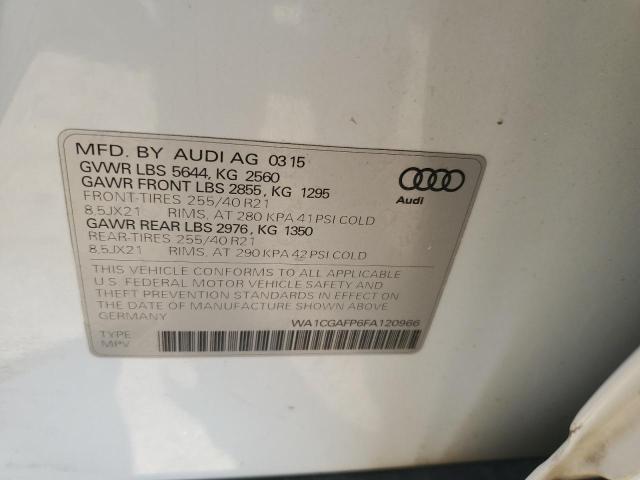 MFD. BY AUDI AG 03 15
GVWR LBS 5644, KG 2560
GAWR FRONT LBS 2855, KG 1295
FRONT-TIRES 255/40 R21
8,5JX21 RIMS, AT 280 KPA 41 PSI COLD
GAWR REAR LBS 2976, KG 1350
REAR-TIRES 255/40 R21
8,5JX21 RIMS, AT 290 KPA 42 PSI COLD
Audi
THIS VEHICLE CONFORMS TO ALL APPLICABLE
U.S. FEDERAL MOTOR VEHICLE SAFETY AND
THEFT PREVENTION STANDARDS IN EFFECT ON
THE DATE OF MANUFACTURE SHOWN ABOVE.
GERMANY
WA1CGAFP6FA120966
TYPE
MPV